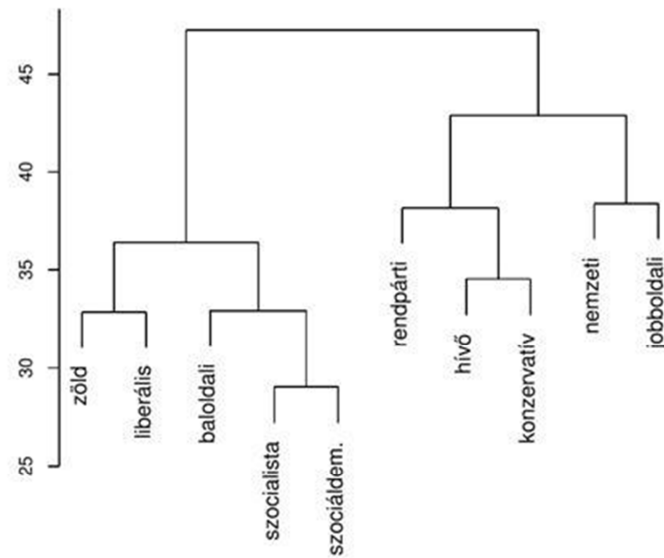 45
40
35
30
25
zöld
liberális
baloldali
szocialista
szociáldem.
rendpárti
hívő
konzervatív
nemzeti
jobboldali